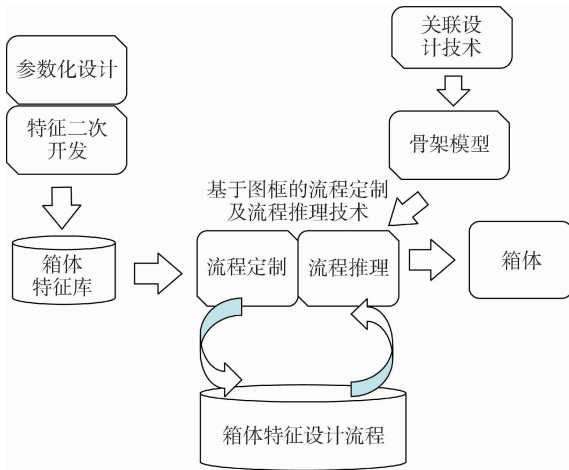 关联设
计技术
参数化设计
特征二次
开发
骨架模型
基于图框的流程定制
及流程推理技术
箱体
特征库
流程定制
流程推理
箱体
箱体特征设计流程